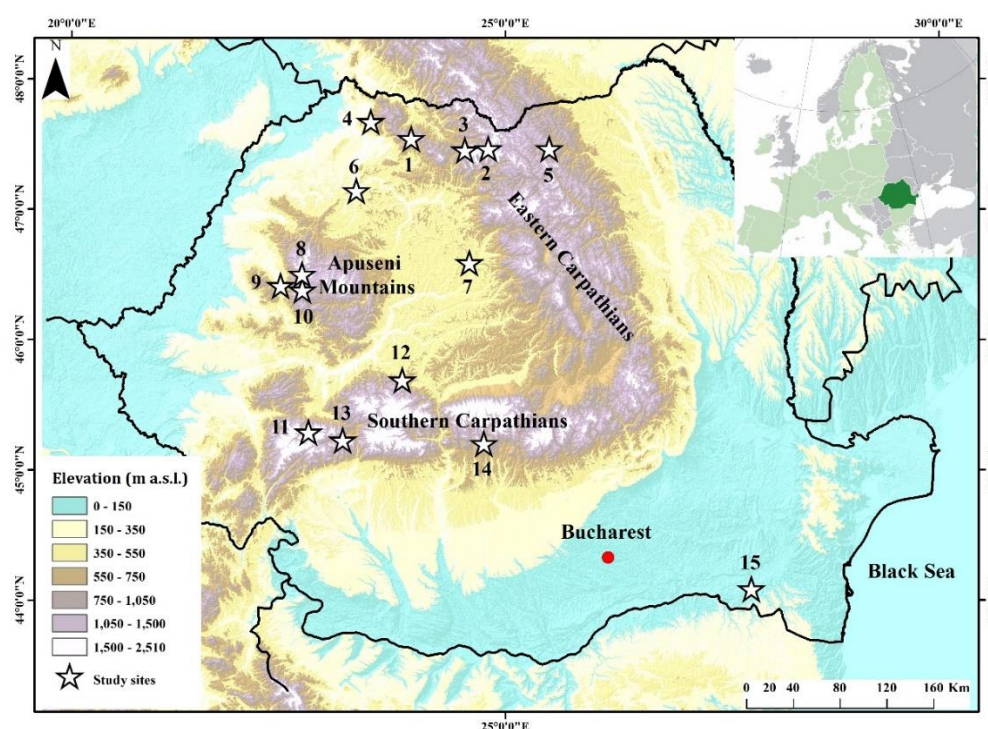 20°0'0"E
25°0'0"E
30°0'0"E
N
48°0'0"N
47°0'0"N
46°0'0"N
45°0'0"N
44°0'0"N
4
1
3
2
5
6
Eastern Carpathians
8
Apuseni
Mountains
9
10
7
12
11
13
Southern Carpathians
14
Bucharest
15
Black Sea
Elevation (m a.s.l.)
0 - 150
150 - 350
350 - 550
550 - 750
750 - 1,050
1,050 - 1,500
1,500 - 2,510
Study sites
0 20 40 80 120 160 Km
25°0'0"E